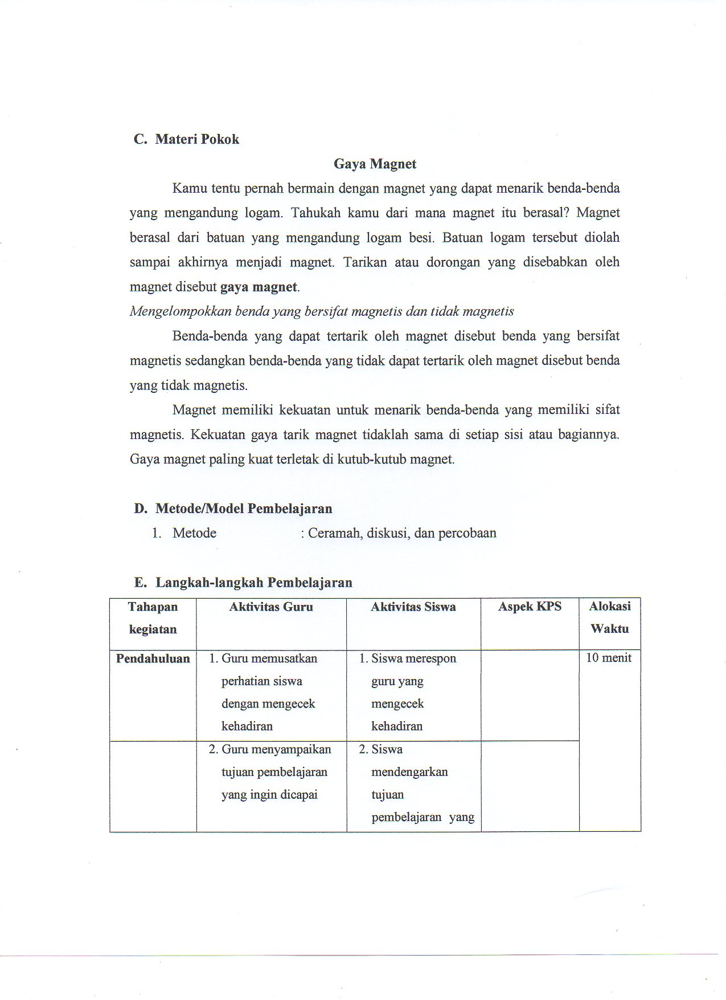 C. Materi Pokok
Gaya Magnet
Kamu tentu pernah bermain dengan magnet yang dapat menarik benda-benda
yang mengandung logam. Tahukah kamu dari mana magnet itu berasal? Magnet
berasal dari batuan yang mengandung logam besi. Batuan logam tersebut diolah
sampai akhirnya menjadi magnet. Tarikan atau dorongan yang disebabkan oleh
magnet disebut gaya magnet.
Mengelompokkan benda yang bersifat magnetis dan tidak magnetis
Benda-benda yang dapat tertarik oleh magnet disebut benda yang bersifat
magnetis sedangkan benda-benda yang tidak dapat tertarik oleh magnet disebut benda
yang tidak magnetis.
Magnet memiliki kekuatan untuk menarik benda-benda yang memiliki sifat
magnetis. Kekuatan gaya tarik magnet tidaklah sama di setiap sisi atau bagiannya.
Gaya magnet paling kuat terletak di kutub-kutub magnet.
D. Metode/Model Pembelajaran
1. Metode : Ceramah, diskusi, dan percobaan
E. Langkah-langkah Pembelajaran
Tahapan
kegiatan
Aktivitas Guru
Aktivitas Siswa
Aspek KPS
Alokasi
Waktu
Pendahuluan
1. Guru memusatkan
perhatian siswa
dengan mengecek
kehadiran
1. Siswa merespon
guru yang
mengecek
kehadiran
10 menit
2. Guru menyampaikan
tujuan pembelajaran
yang ingin dicapai
2. Siswa
mendengarkan
tujuan
pembelajaran yang